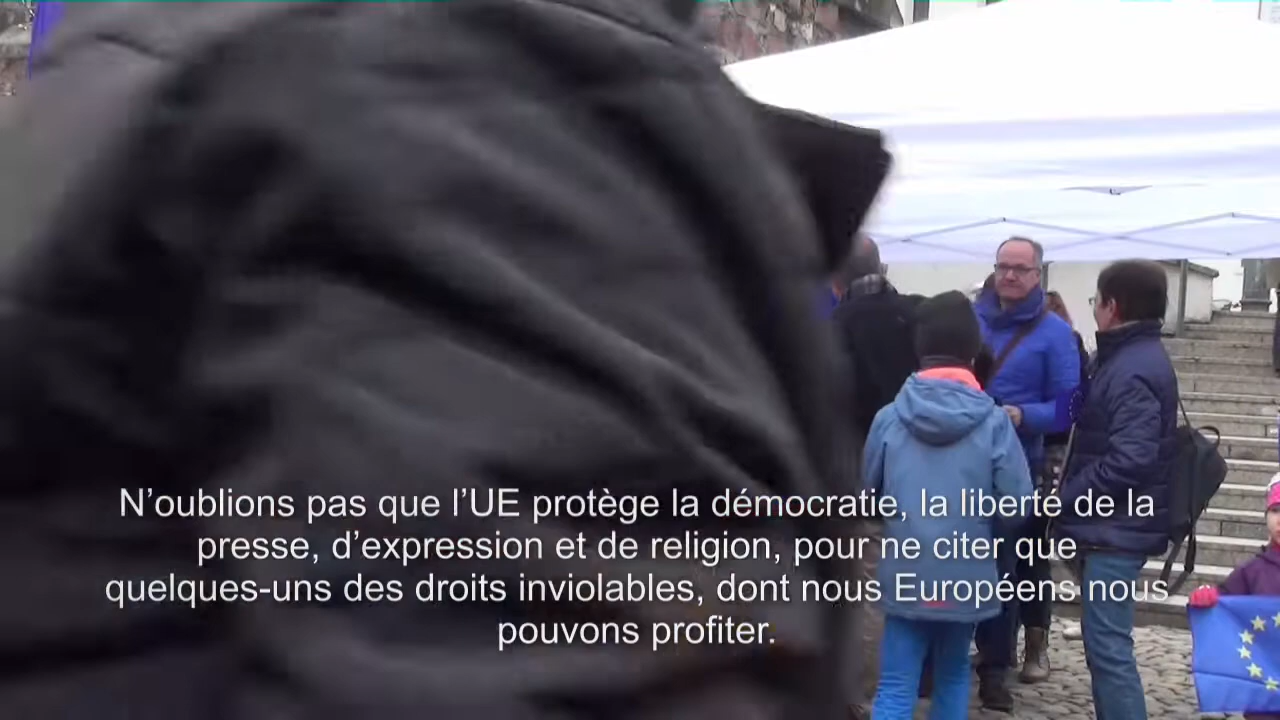 N’oublions pas que l’UE protège la démocratie, la liberté de la
presse, d’expression et de religion, pour ne citer que
quelques-uns des droits inviolables, dont nous Européens nous
pouvons profiter.